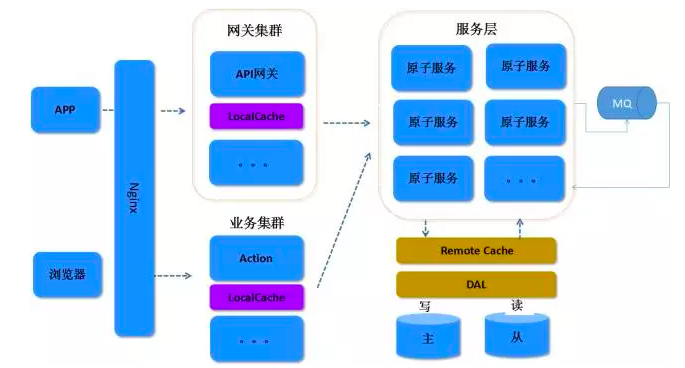 APP
浏览器
Nginx
网关集群
API网关
LocalCache
。。。
业务集群
Action
LocalCache
。。。
服务层
原子服务 原子服务
原子服务 原子服务
原子服务 。。。
MQ
Remote Cache
DAL
写 读
主 从